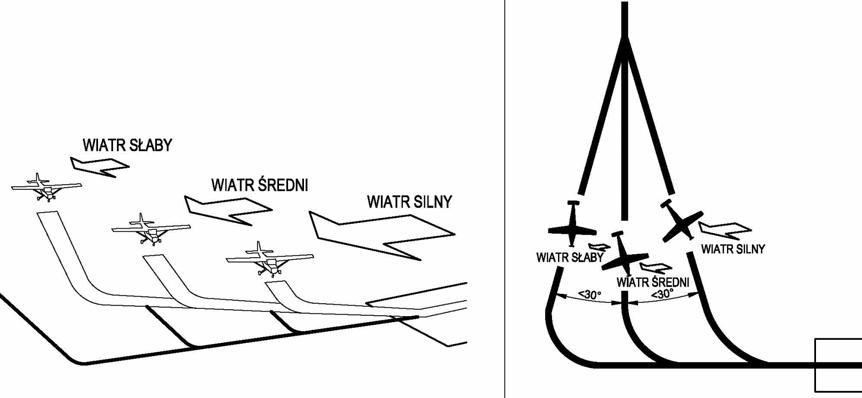 WIATR SŁABY
WIATR ŚREDNI
WIATR SILNY
WIATR SŁABY
WIATR SILNY
WIATR ŚREDNI
<30°
<30°